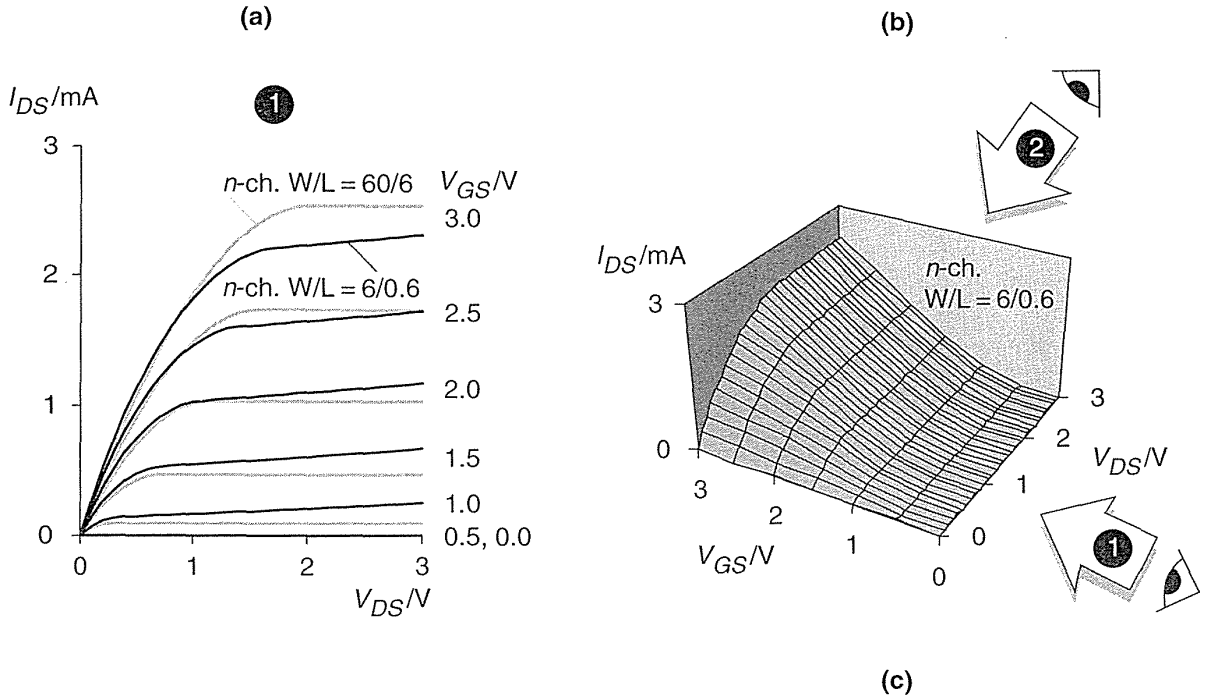 (a)
I_DS/mA
1
3
2
1
0
n-ch. W/L = 60/6
n-ch. W/L = 6/0.6
V_GS/V
3.0
2.5
2.0
1.5
1.0
0.5, 0.0
0
1
2
3
V_DS/V
(b)
2
I_DS/mA
n-ch.
W/L = 6/0.6
3
0
3
2
1
0
V_GS/V
0
1
2
3
V_DS/V
1
(c)